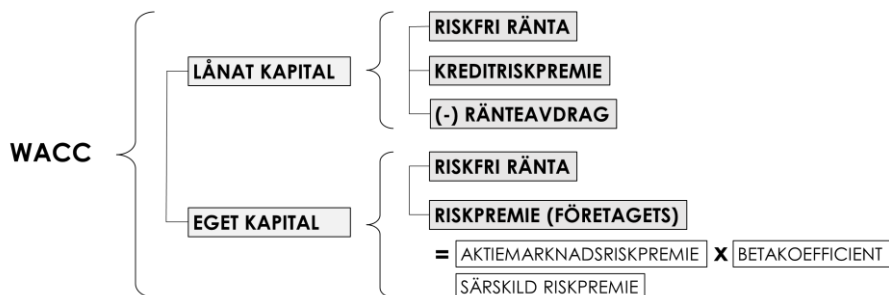 RISKFRI RÄNTA
LÅNAT KAPITAL
KREDITRISKPREMIE
(-) RÄNTEAVDRAG
WACC
RISKFRI RÄNTA
EGET KAPITAL
RISKPREMIE (FÖRETAGETS)
= AKTIEMARKNADSRISKPREMIE X BETAKOEFFICIENT
SÄRSKILD RISKPREMIE